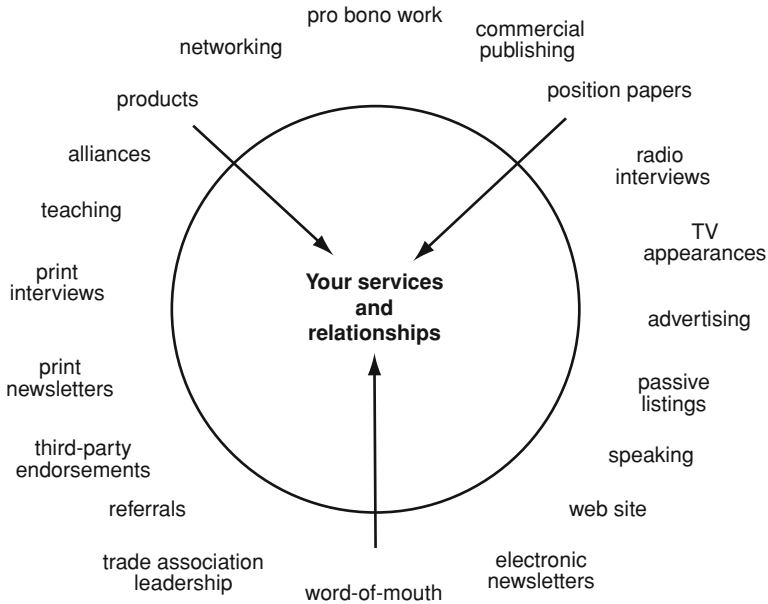 pro bono work
networking
commercial
publishing
products
position papers
alliances
radio
interviews
teaching
TV
appearances
print
interviews
Your services
and
relationships
advertising
print
newsletters
passive
listings
third-party
endorsements
speaking
referrals
web site
trade association
leadership
word-of-mouth
electronic
newsletters